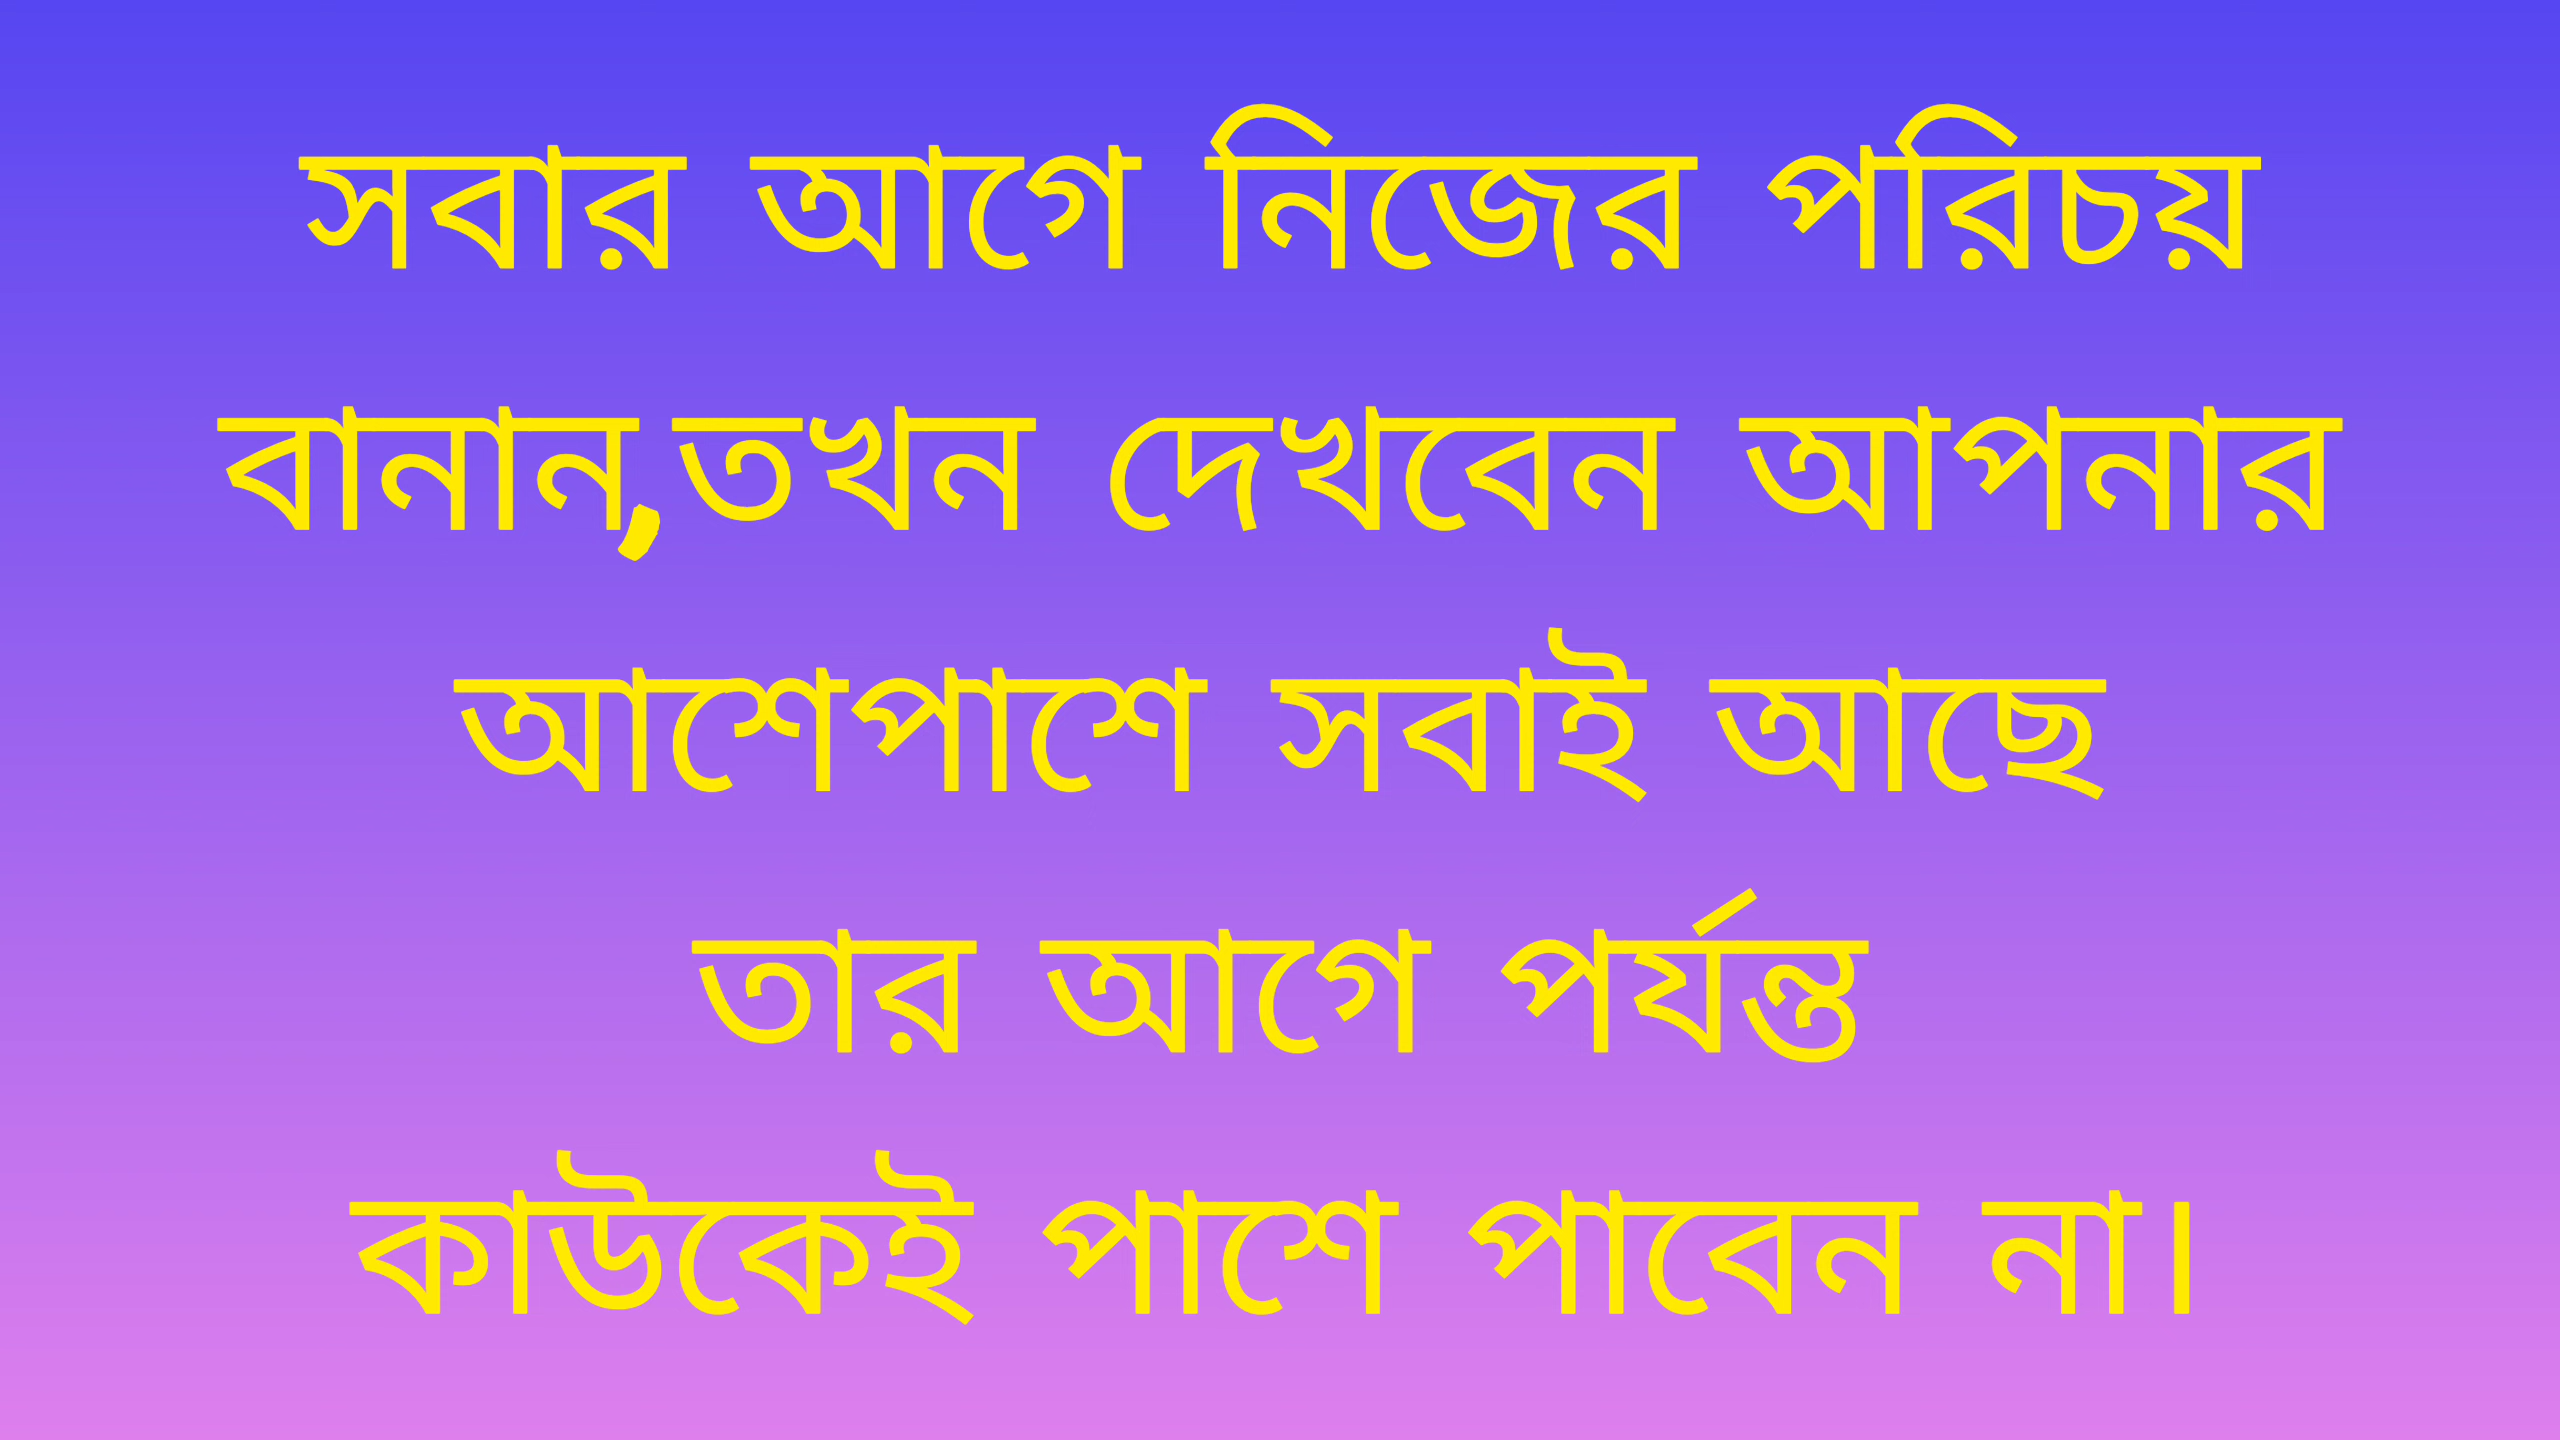 সবার আগে নিজের পরিচয়
বানান,তখন দেখবেন আপনার
আশেপাশে সবাই আছে
তার আগে পর্যন্ত
কাউকেই পাশে পাবেন না।